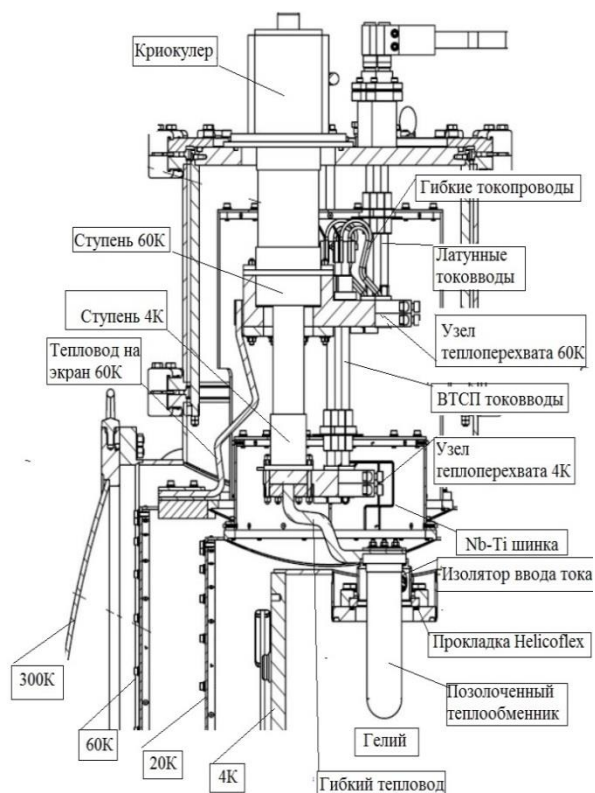 Криокулер
Гибкие токопроводы
Ступень 60К
Латунные
токовводы
Ступень 4К
Узел
теплоперехвата 60К
Тепловод на
экран 60К
ВТСП токовводы
Узел
теплоперехвата 4К
Nb-Ti шинка
Изолятор ввода тока
Прокладка Helicoflex
300К
Позолоченный
теплообменник
60К
20К
4К
Гелий
Гибкий тепловод